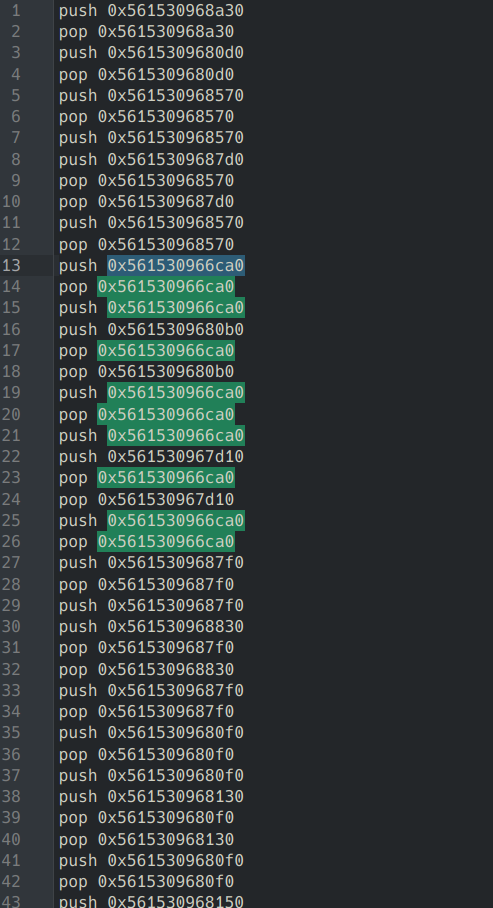 1 push 0x561530968a30
2 pop 0x561530968a30
3 push 0x5615309680d0
4 pop 0x5615309680d0
5 push 0x561530968570
6 pop 0x561530968570
7 push 0x561530968570
8 push 0x5615309687d0
9 pop 0x561530968570
10 pop 0x5615309687d0
11 push 0x561530968570
12 pop 0x561530968570
13 push 0x561530966ca0
14 pop 0x561530966ca0
15 push 0x561530966ca0
16 push 0x5615309680b0
17 pop 0x561530966ca0
18 pop 0x5615309680b0
19 push 0x561530966ca0
20 pop 0x561530966ca0
21 push 0x561530966ca0
22 push 0x561530967d10
23 pop 0x561530966ca0
24 pop 0x561530967d10
25 push 0x561530966ca0
26 pop 0x561530966ca0
27 push 0x5615309687f0
28 pop 0x5615309687f0
29 push 0x5615309687f0
30 push 0x561530968830
31 pop 0x5615309687f0
32 pop 0x561530968830
33 push 0x5615309687f0
34 pop 0x5615309687f0
35 push 0x5615309680f0
36 pop 0x5615309680f0
37 push 0x5615309680f0
38 push 0x561530968130
39 pop 0x5615309680f0
40 pop 0x561530968130
41 push 0x5615309680f0
42 pop 0x5615309680f0
43 push 0x561530968150